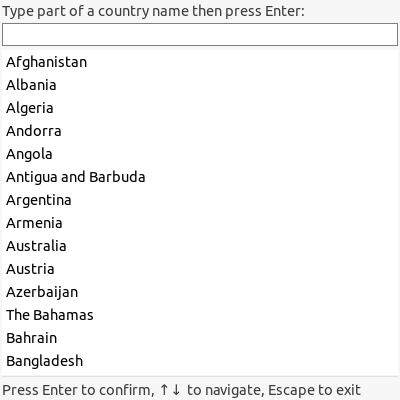 Type part of a country name then press Enter:
Afghanistan
Albania
Algeria
Andorra
Angola
Antigua and Barbuda
Argentina
Armenia
Australia
Austria
Azerbaijan
The Bahamas
Bahrain
Bangladesh
Press Enter to confirm, ↑↓ to navigate, Escape to exit